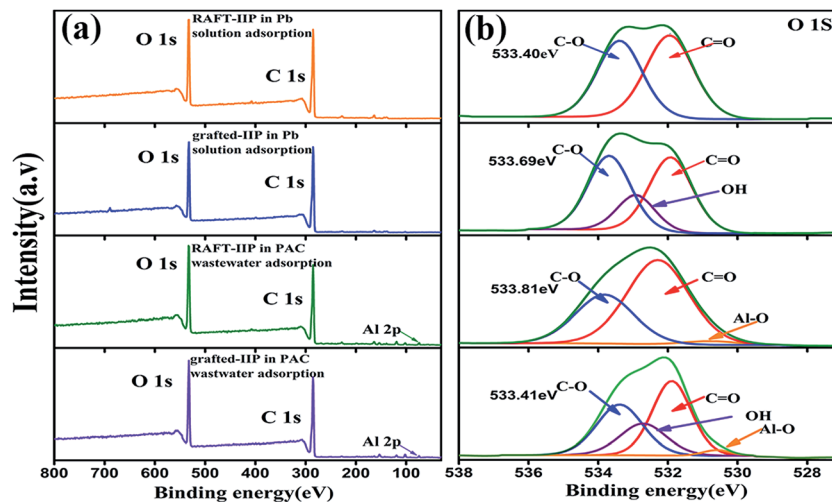 (a)
RAFT-IIP in Pb
solution adsorption
O 1s
C 1s
grafted-IIP in Pb
solution adsorption
O 1s
C 1s
RAFT-IIP in PAC
wastewater adsorption
O 1s
C 1s
Al 2p
grafted-IIP in PAC
wastwater adsorption
O 1s
C 1s
Al 2p
Intensity(a.v)
800 700 600 500 400 300 200 100
Binding energy(eV)
(b)
O 1S
533.40eV
C-O
C=O
533.69eV
C-O
C=O
OH
533.81eV
C-O
C=O
Al-O
533.41eV
C-O
C=O
OH
Al-O
538 536 534 532 530 528
Binding energy(eV)